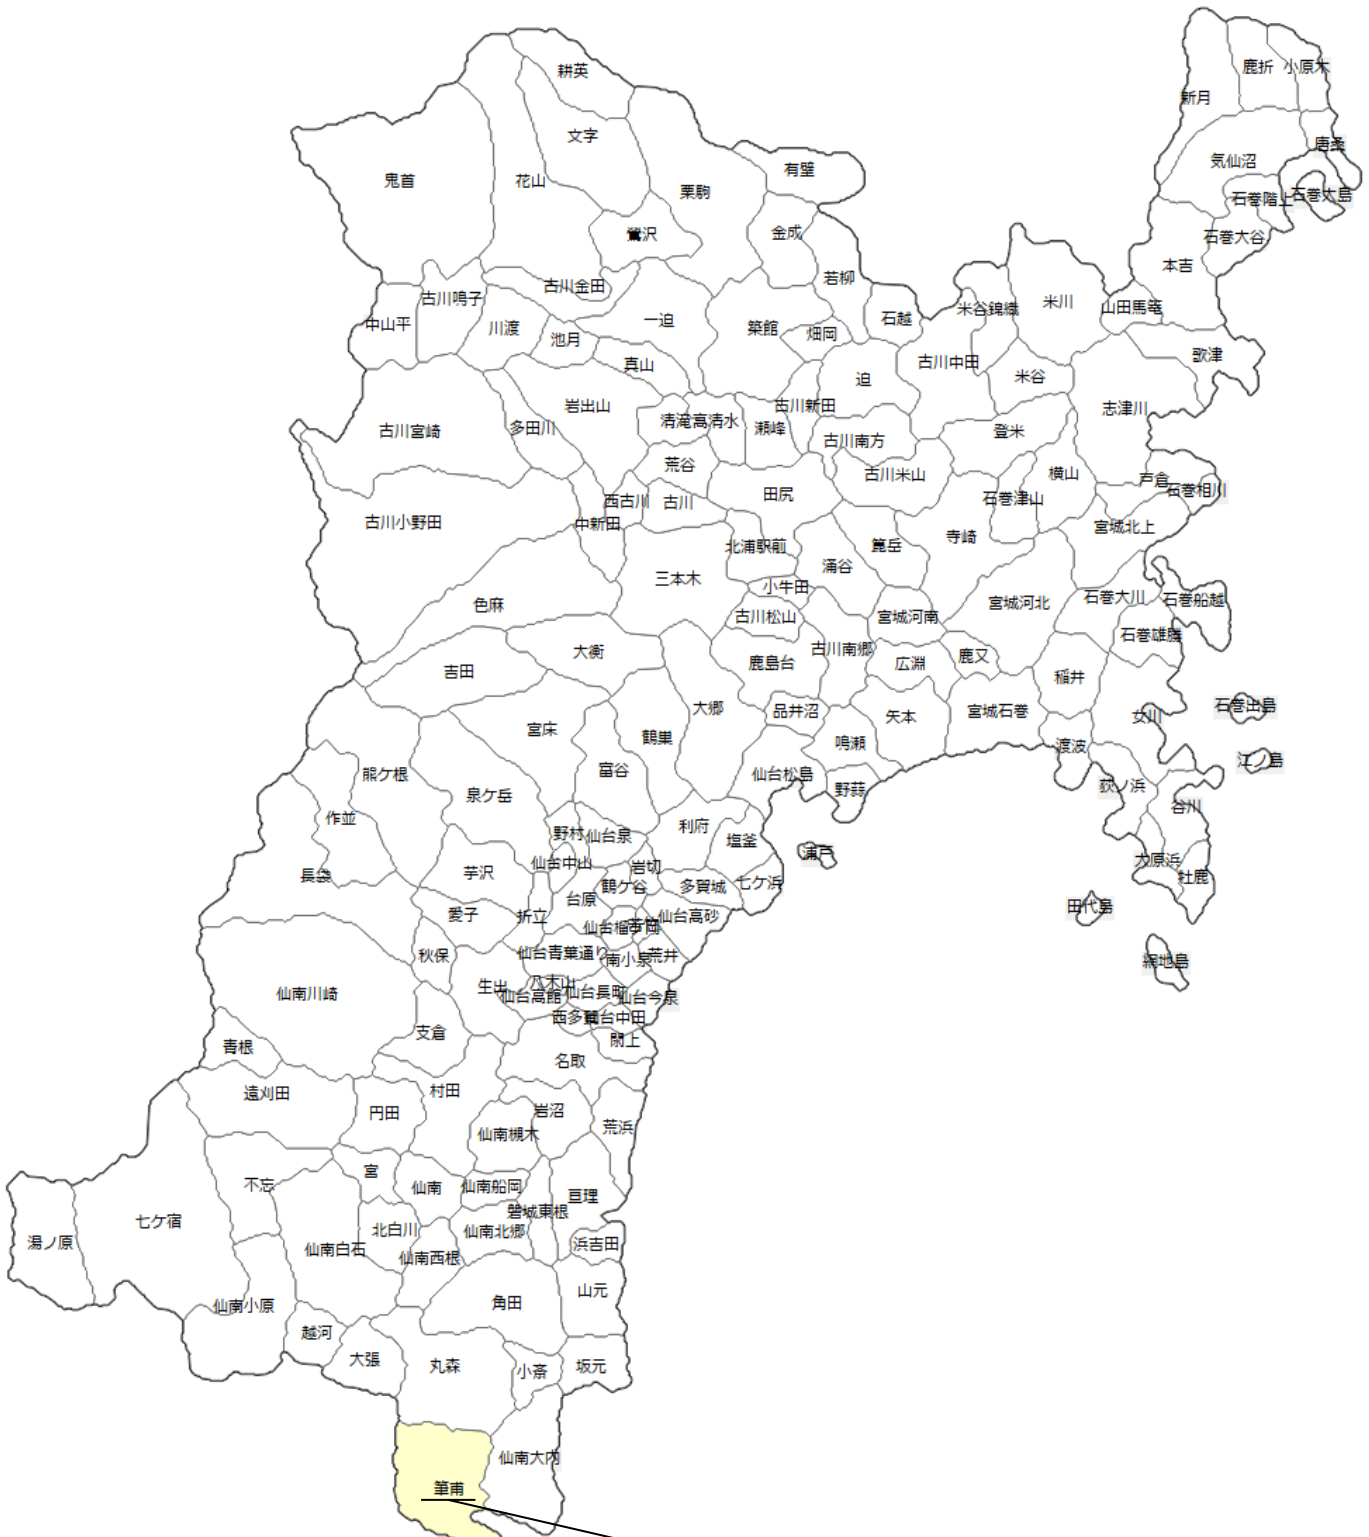 耕英
鹿折
小原木
新月
文字
唐桑
気仙沼
有壁
鬼首
花山
栗駒
石巻階上
石巻大島
鶯沢
金成
石巻大谷
本吉
若柳
古川金田
古川鳴子
米谷錦織
米川
山田馬篭
中山平
川渡
一迫
築館
畑岡
石越
池月
歌津
真山
古川中田
迫
米谷
岩出山
古川新田
志津川
清滝
高清水
瀬峰
古川宮崎
多田川
登米
古川南方
荒谷
古川米山
横山
戸倉
石巻相川
田尻
西古川
古川
石巻津山
古川小野田
中新田
宮城北上
寺崎
北浦駅前
箟岳
涌谷
三本木
小牛田
石巻大川
石巻船越
色麻
宮城河北
古川松山
宮城河南
石巻雄勝
大衡
古川南郷
鹿島台
広淵
鹿又
吉田
稲井
大郷
品井沼
矢本
宮城石巻
女川
石巻出島
宮床
鶴巣
鳴瀬
渡波
江ノ島
熊ケ根
富谷
仙台松島
野蒜
荻ノ浜
泉ケ岳
谷川
作並
利府
野村
仙台泉
塩釜
浦戸
仙台中山
岩切
大原浜
芋沢
長袋
鶴ケ谷
多賀城
七ケ浜
牡鹿
台原
田代島
愛子
折立
仙台高砂
仙台榴ケ岡
苦竹
秋保
仙台青葉通り
南小泉
荒井
網地島
八木山
生出
仙台高館
仙台長町
仙台今泉
仙南川崎
西多賀
仙台中田
支倉
閖上
青根
名取
遠刈田
村田
円田
岩沼
荒浜
仙南槻木
宮
不忘
仙南
仙南船岡
亘理
磐城東根
七ケ宿
北白川
仙南北郷
湯ノ原
仙南白石
仙南西根
浜吉田
山元
角田
仙南小原
越河
大張
丸森
小斎
坂元
仙南大内
筆甫